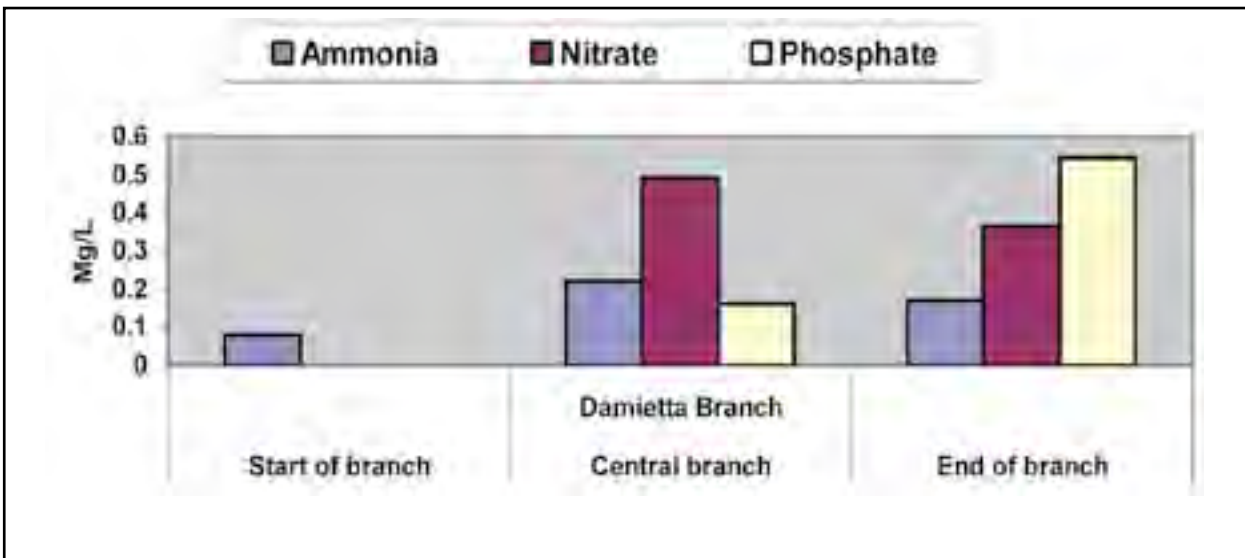 Ammonia Nitrate Phosphate
0.6
0.5
0.4
0.3
0.2
0.1
0
Mg/L
Damietta Branch
Start of branch Central branch End of branch